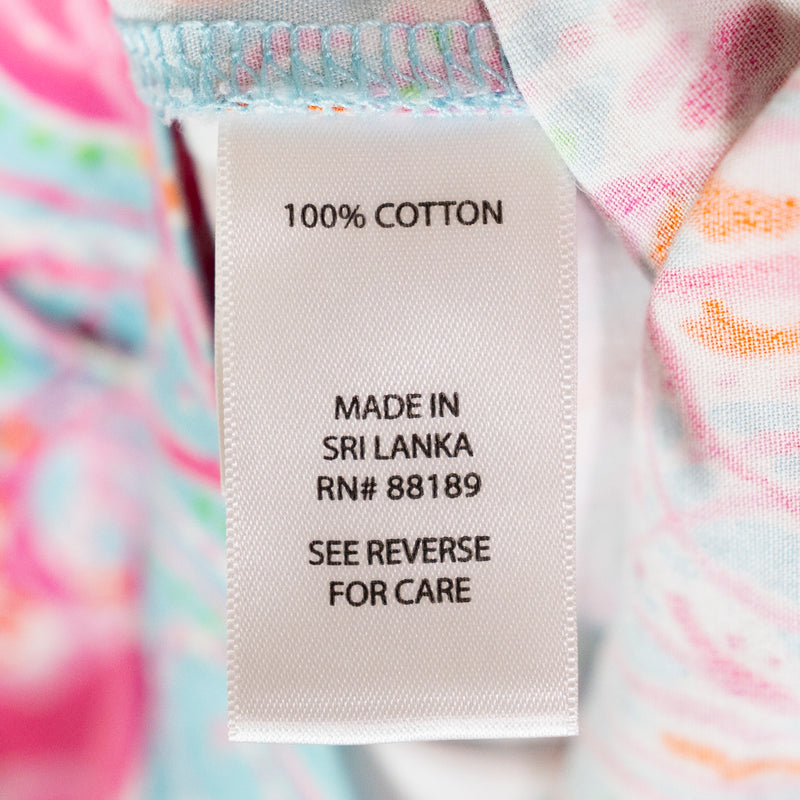 100% COTTON
MADE IN
SRI LANKA
RN# 88189
SEE REVERSE
FOR CARE